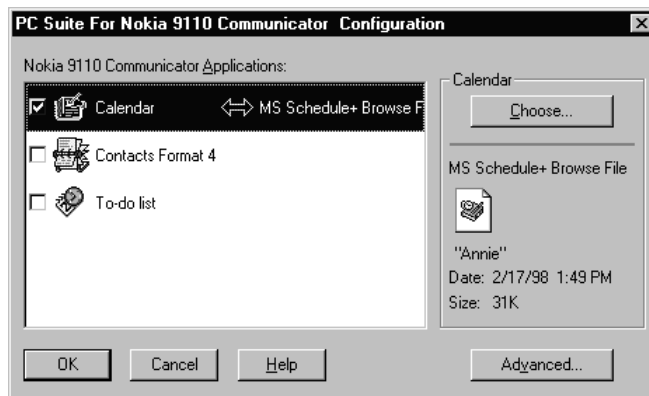 PC Suite For Nokia 9110 Communicator Configuration
Nokia 9110 Communicator Applications:
Calendar MS Schedule+ Browse F
Contacts Format 4
To-do list
Calendar
Choose...
MS Schedule+ Browse File
"Annie"
Date: 2/17/98 1:49 PM
Size: 31K
OK
Cancel
Help
Advanced...